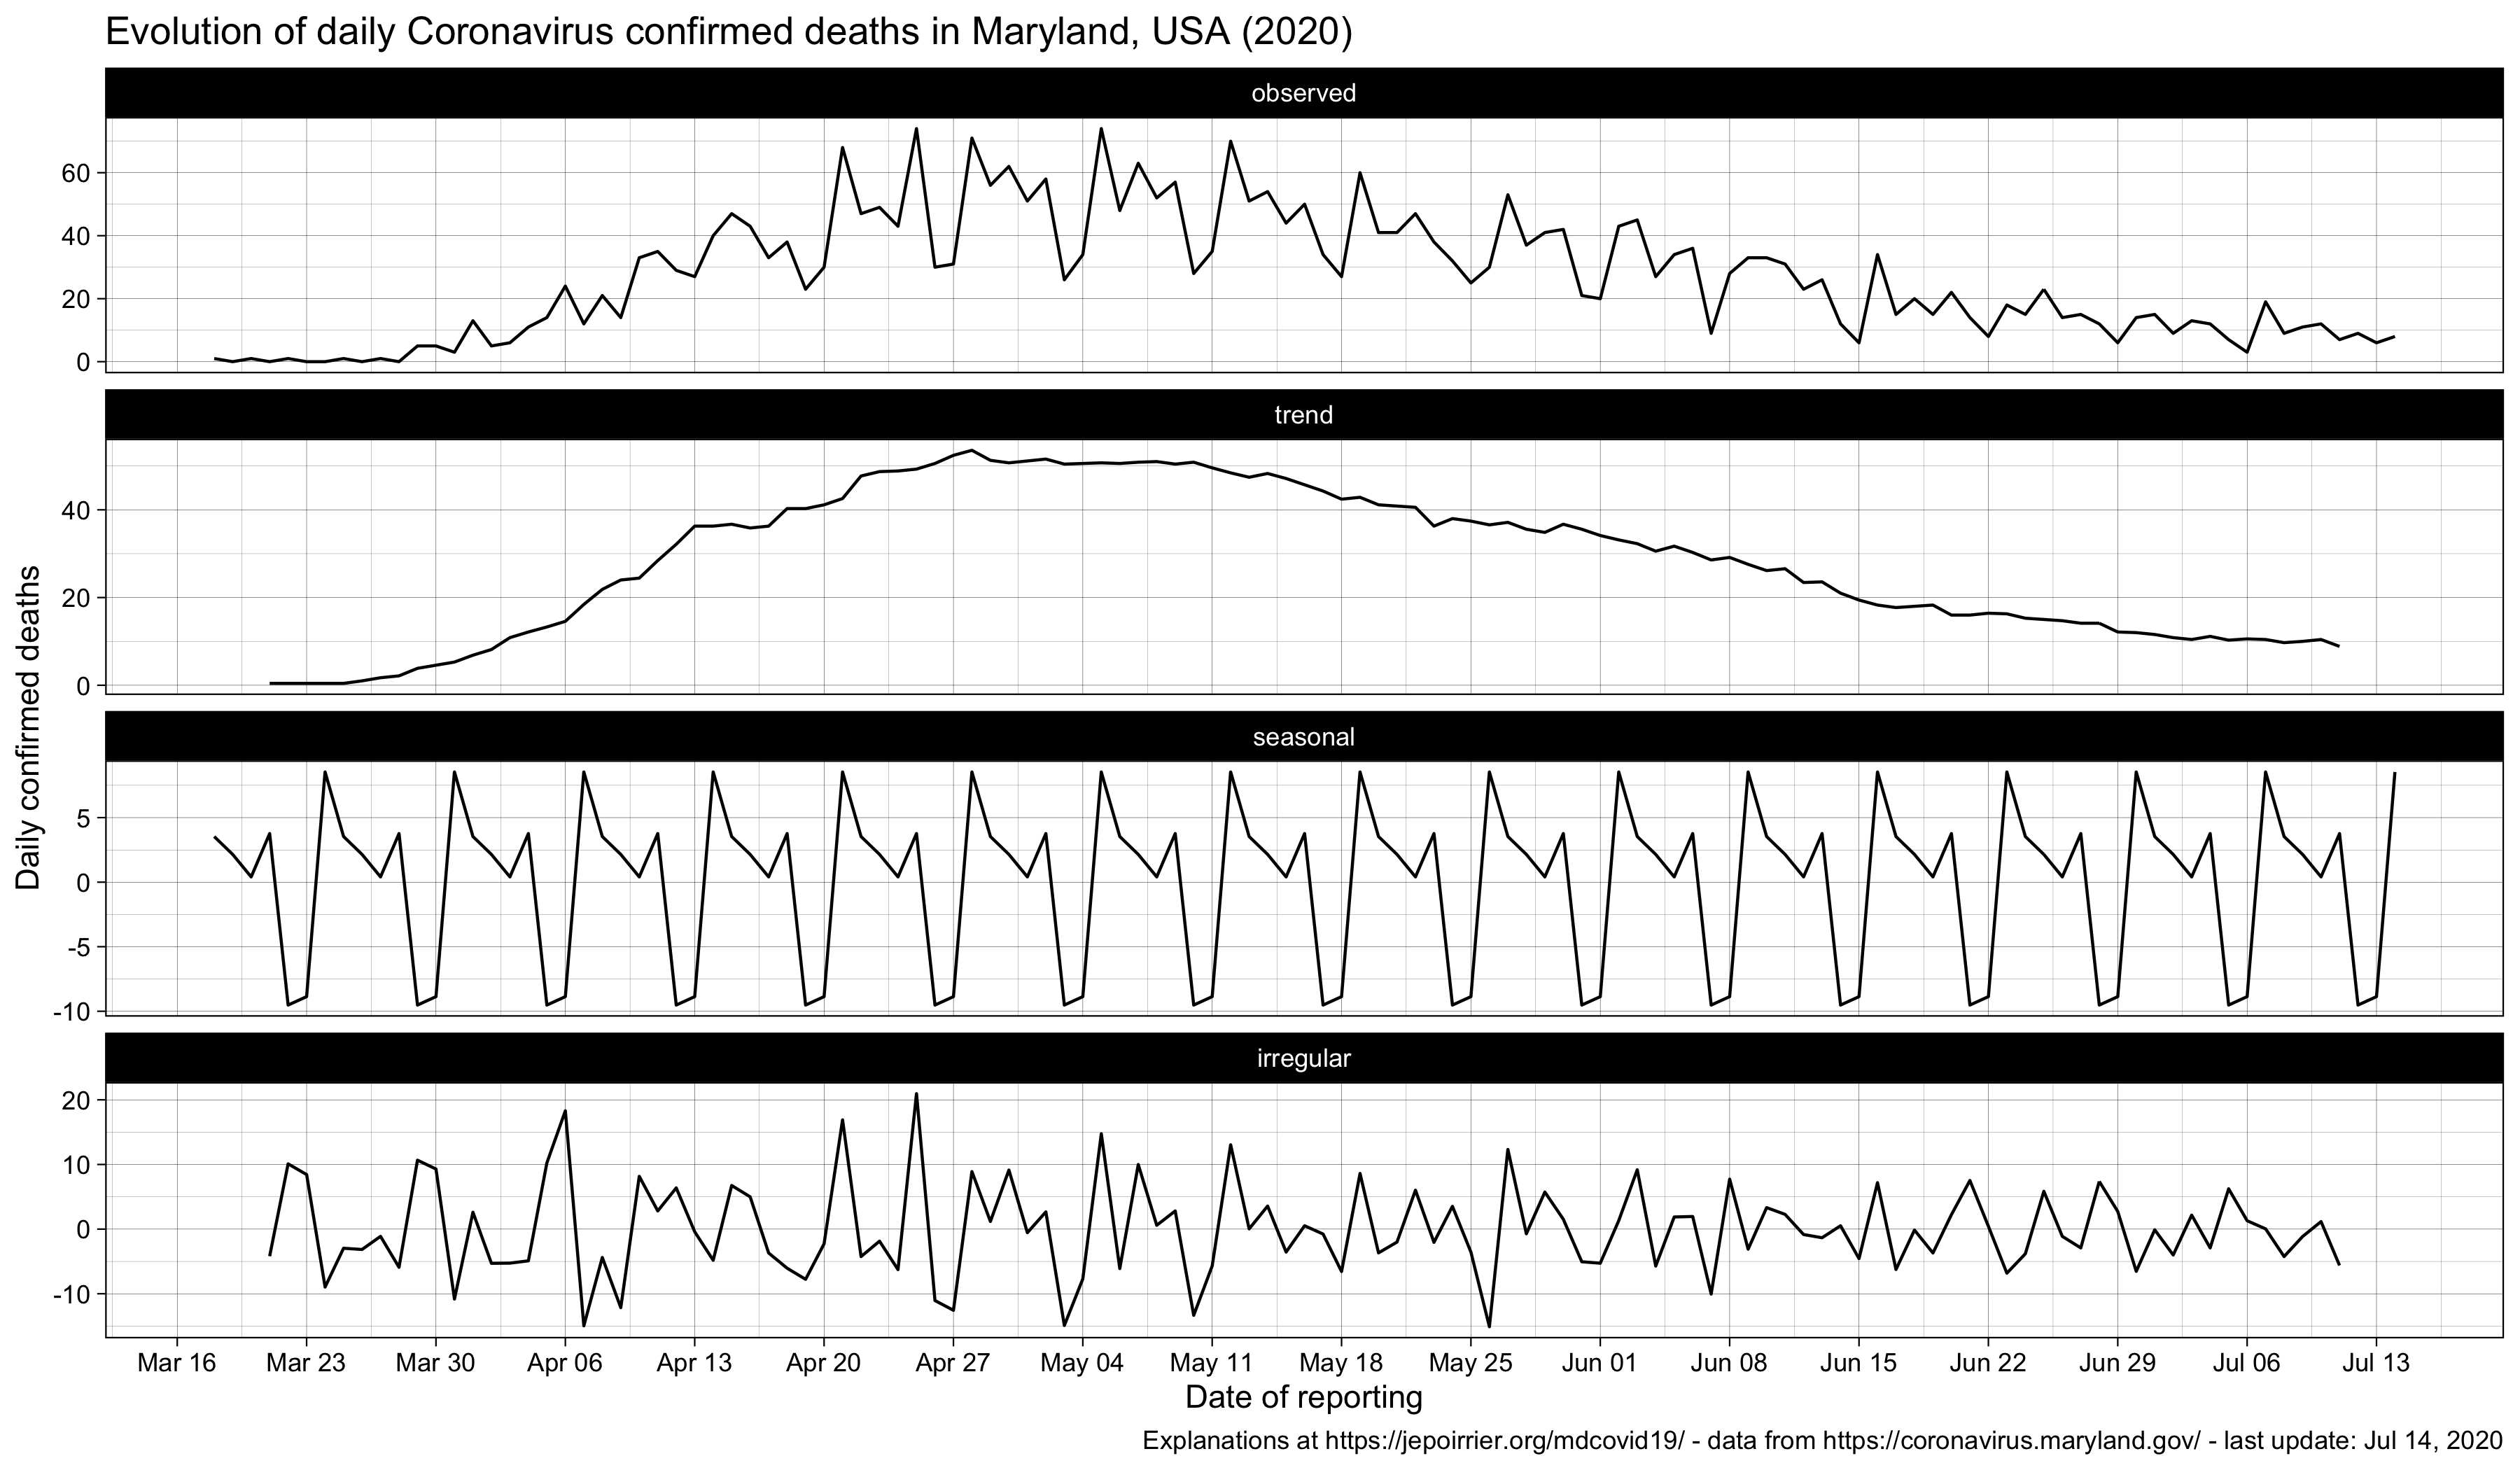 Evolution of daily Coronavirus confirmed deaths in Maryland, USA (2020)
observed
60
40
20
0
trend
40
20
0
seasonal
5
0
-5
-10
irregular
20
10
0
-10
Daily confirmed deaths
Mar 16 Mar 23 Mar 30 Apr 06 Apr 13 Apr 20 Apr 27 May 04 May 11 May 18 May 25 Jun 01 Jun 08 Jun 15 Jun 22 Jun 29 Jul 06 Jul 13
Date of reporting
Explanations at https://jepoirrier.org/mdcovid19/ - data from https://coronavirus.maryland.gov/ - last update: Jul 14, 2020